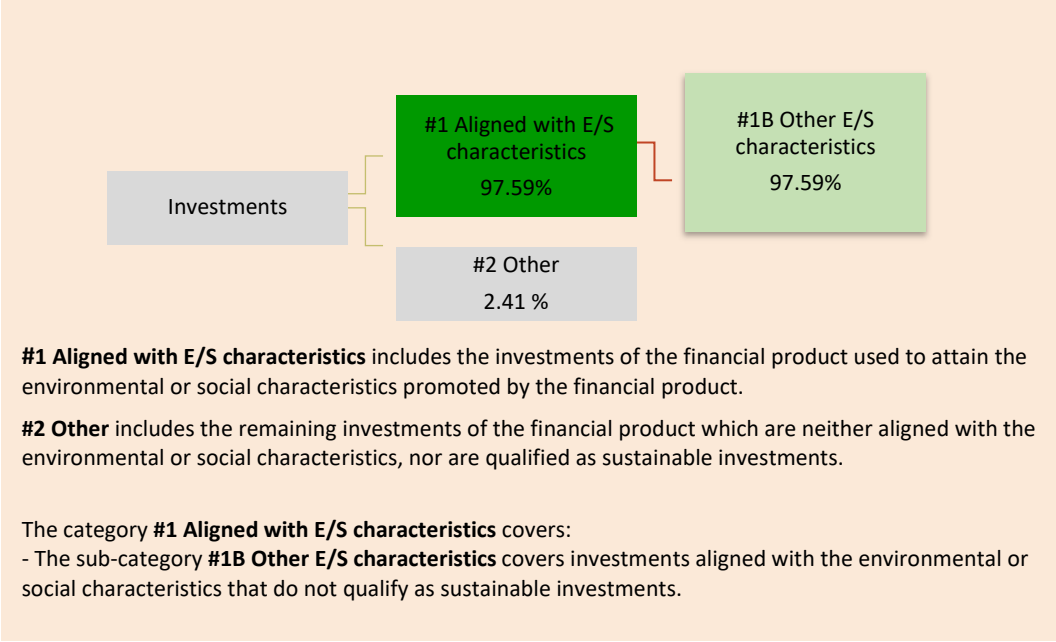 #1 Aligned with E/S
characteristics
97.59%
#1B Other E/S
characteristics
97.59%
Investments
#2 Other
2.41 %
#1 Aligned with E/S characteristics includes the investments of the financial product used to attain the
environmental or social characteristics promoted by the financial product.
#2 Other includes the remaining investments of the financial product which are neither aligned with the
environmental or social characteristics, nor are qualified as sustainable investments.
The category #1 Aligned with E/S characteristics covers:
- The sub-category #1B Other E/S characteristics covers investments aligned with the environmental or
social characteristics that do not qualify as sustainable investments.